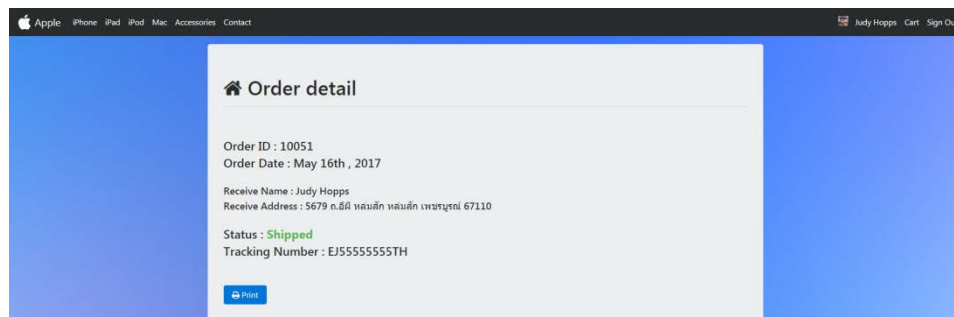 Apple iPhone iPad iPod Mac Accessories Contact Judy Hopps Cart Sign Ou
Order detail
Order ID : 10051
Order Date : May 16th , 2017
Receive Name : Judy Hopps
Receive Address : 5679 ถ.อีผี หล่มสัก หล่มสัก เพชรบูรณ์ 67110
Status : Shipped
Tracking Number : EJ55555555TH
Print